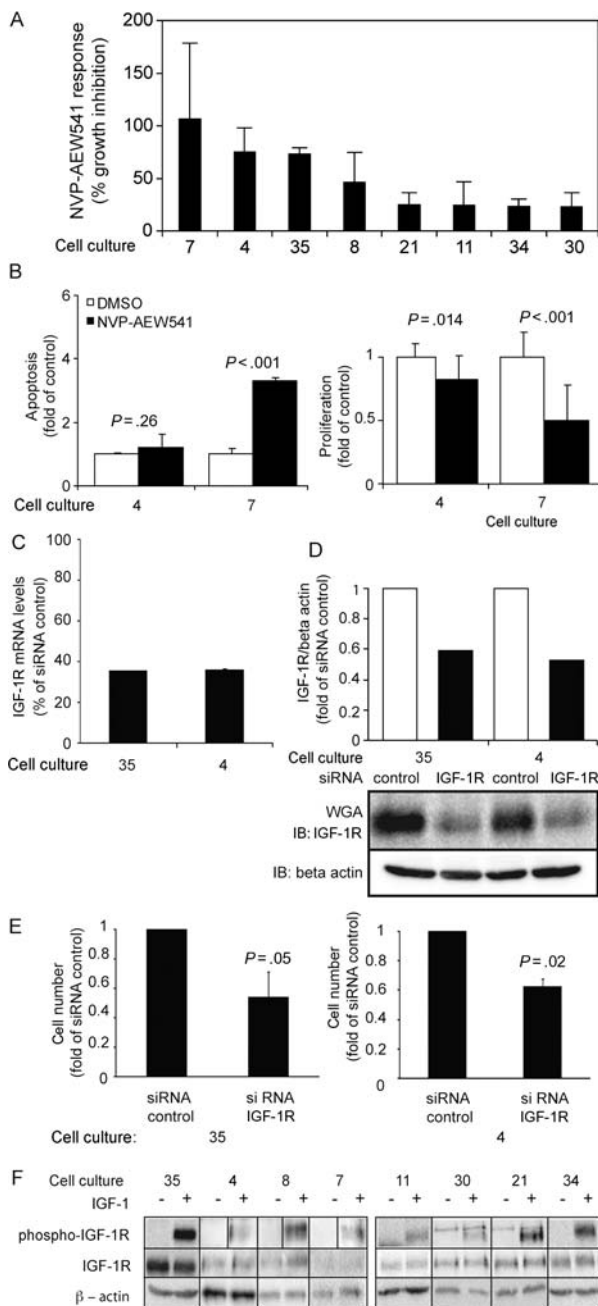 A
NVP-AEW541 response
(% growth inhibition)
200
150
100
50
0
Cell culture 7 4 35 8 21 11 34 30
B
Apoptosis
(fold of control)
6
4
2
0
DMSO
NVP-AEW541
P = .26
P < .001
Cell culture 4 7
Proliferation
(fold of control)
1
0.5
0
P = .014
P < .001
4 7
Cell culture
C
IGF-1R mRNA levels
(% of siRNA control)
100
80
60
40
20
0
Cell culture 35 4
D
IGF-1R/beta actin
(fold of siRNA control)
1
0.8
0.6
0.4
0.2
0
Cell culture 35 4
siRNA control IGF-1R control IGF-1R
WGA
IB: IGF-1R
IB: beta actin
E
Cell number
(fold of siRNA control)
1
0.8
0.6
0.4
0.2
0
P = .05
siRNA
control
si RNA
IGF-1R
Cell number
(fold of siRNA control)
1
0.8
0.6
0.4
0.2
0
P = .02
siRNA
control
si RNA
IGF-1R
Cell culture: 35 4
F
Cell culture 35 4 8 7 11 30 21 34
IGF-1 - + - + - + - + - + - + - + - +
phospho-IGF-1R
IGF-1R
β – actin